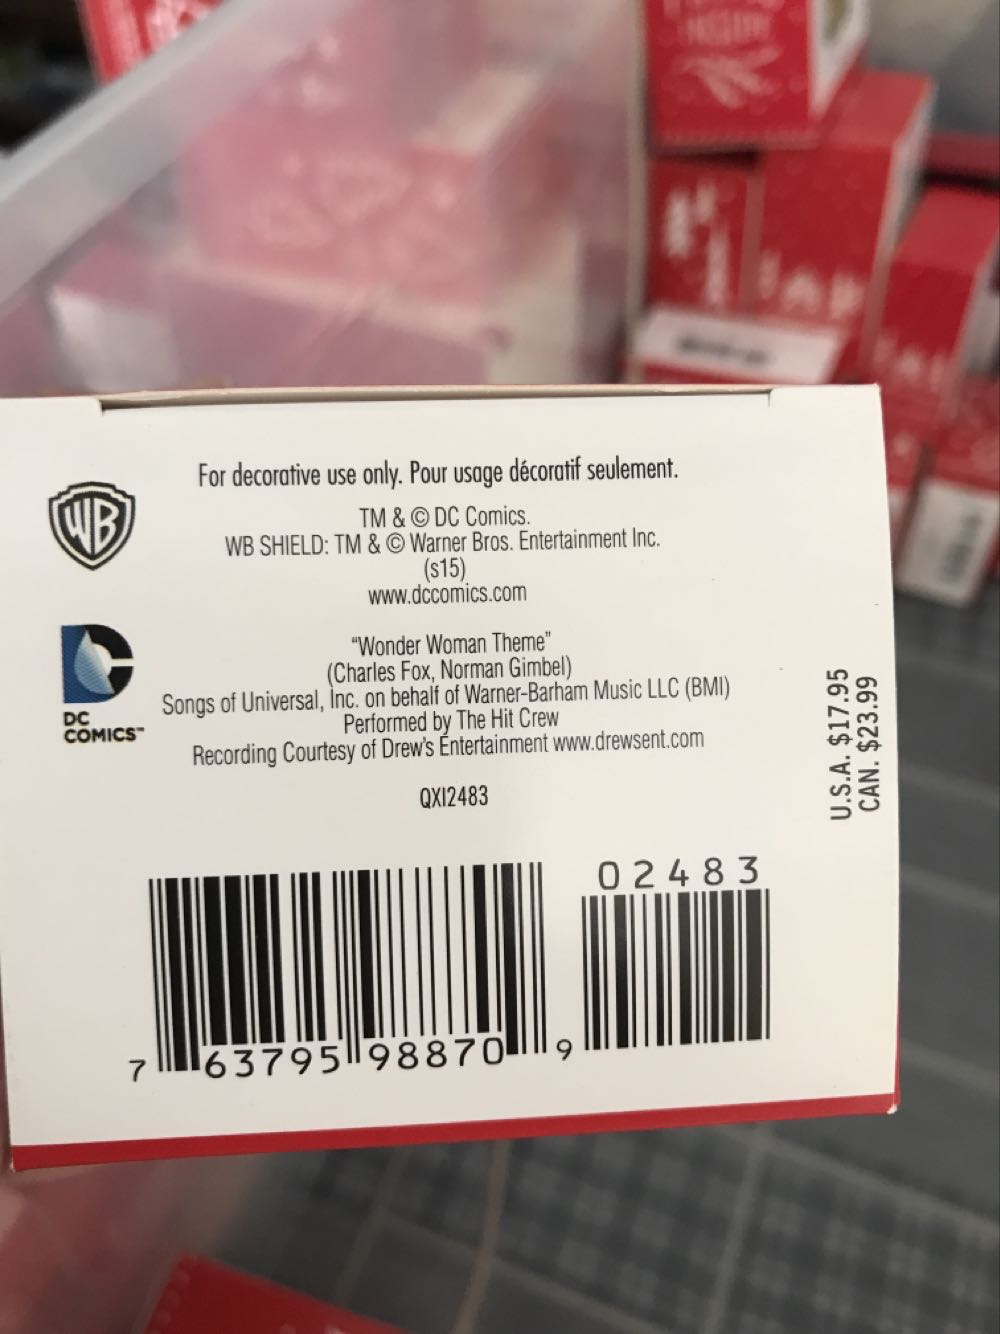 For decorative use only. Pour usage décoratif seulement.
WB
TM & © DC Comics.
WB SHIELD: TM & © Warner Bros. Entertainment Inc.
(s15)
www.dccomics.com
DC
COMICS™
"Wonder Woman Theme"
(Charles Fox, Norman Gimbel)
Songs of Universal, Inc. on behalf of Warner-Barham Music LLC (BMI)
Performed by The Hit Crew
Recording Courtesy of Drew's Entertainment www.drewsent.com
QXI2483
U.S.A. $17.95
CAN. $23.99
02483
7 63795 98870 9